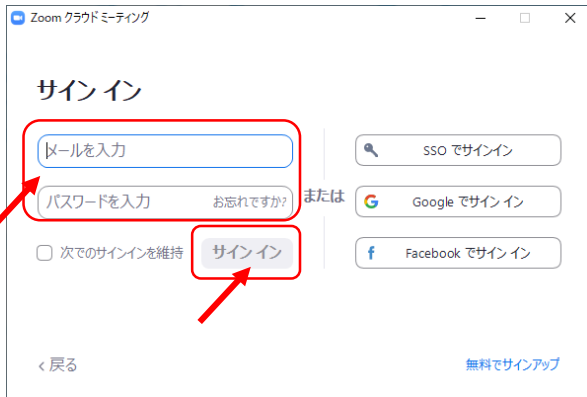 Zoom クラウド ミーティング
サイン イン
メールを入力
パスワードを入力 お忘れですか?
次でのサインインを維持 サイン イン
または
SSO でサインイン
Google でサイン イン
Facebook でサイン イン
< 戻る
無料でサインアップ